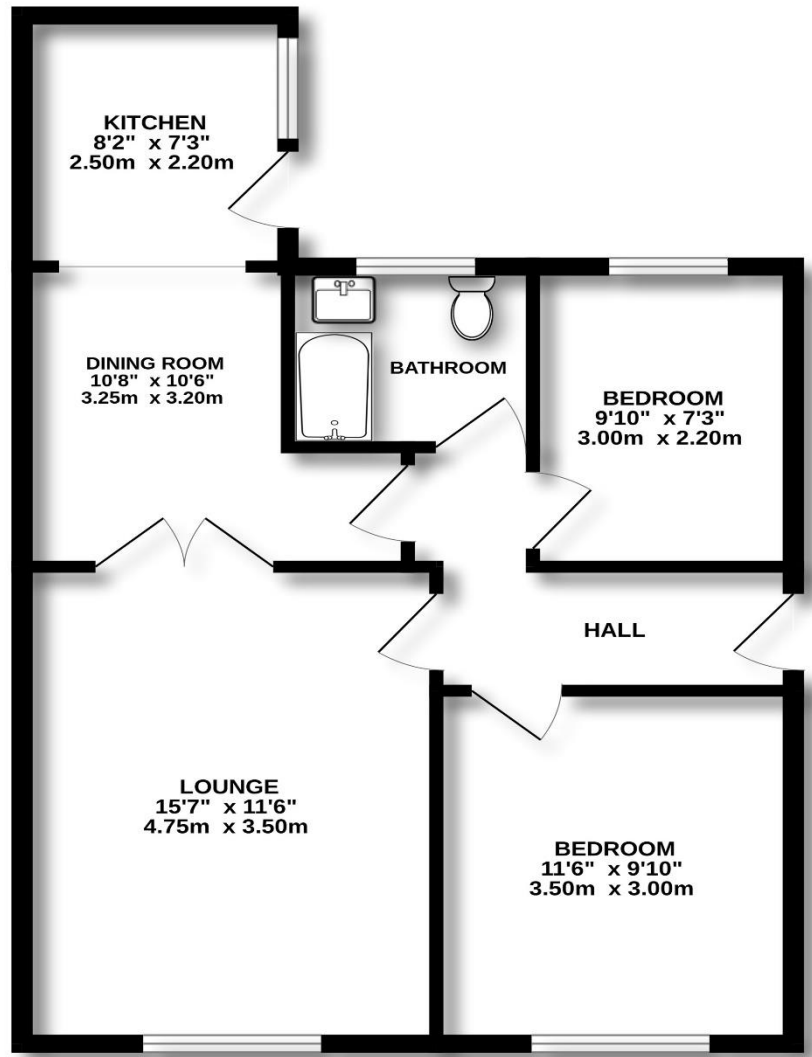 KITCHEN
8'2" x 7'3"
2.50m x 2.20m
DINING ROOM
10'8" x 10'6"
3.25m x 3.20m
BATHROOM
BEDROOM
9'10" x 7'3"
3.00m x 2.20m
HALL
LOUNGE
15'7" x 11'6"
4.75m x 3.50m
BEDROOM
11'6" x 9'10"
3.50m x 3.00m